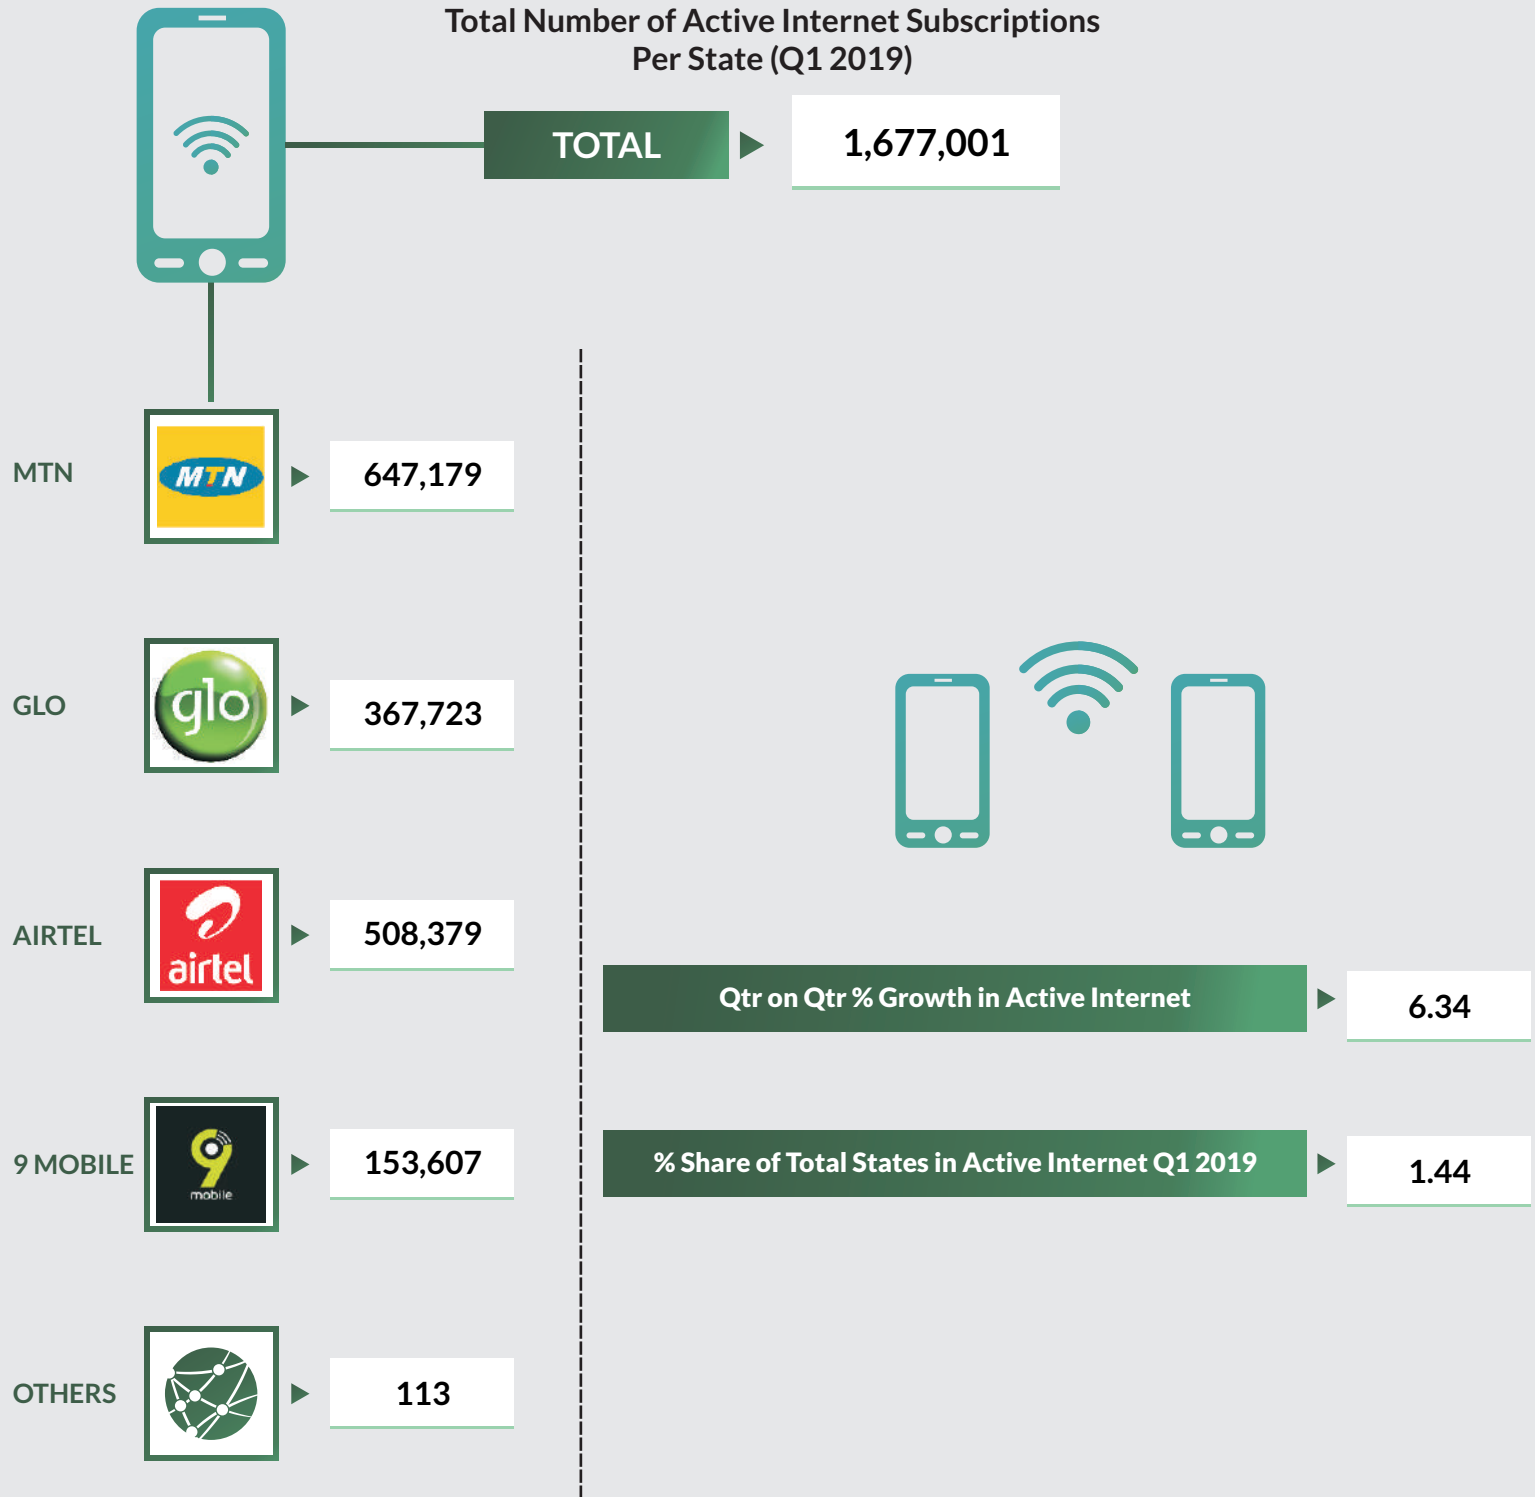 Total Number of Active Internet Subscriptions
Per State (Q1 2019)
TOTAL
1,677,001
MTN
MTN
647,179
GLO
glo
367,723
AIRTEL
airtel
508,379
Qtr on Qtr % Growth in Active Internet
6.34
9 MOBILE
9
mobile
153,607
% Share of Total States in Active Internet Q1 2019
1.44
OTHERS
113